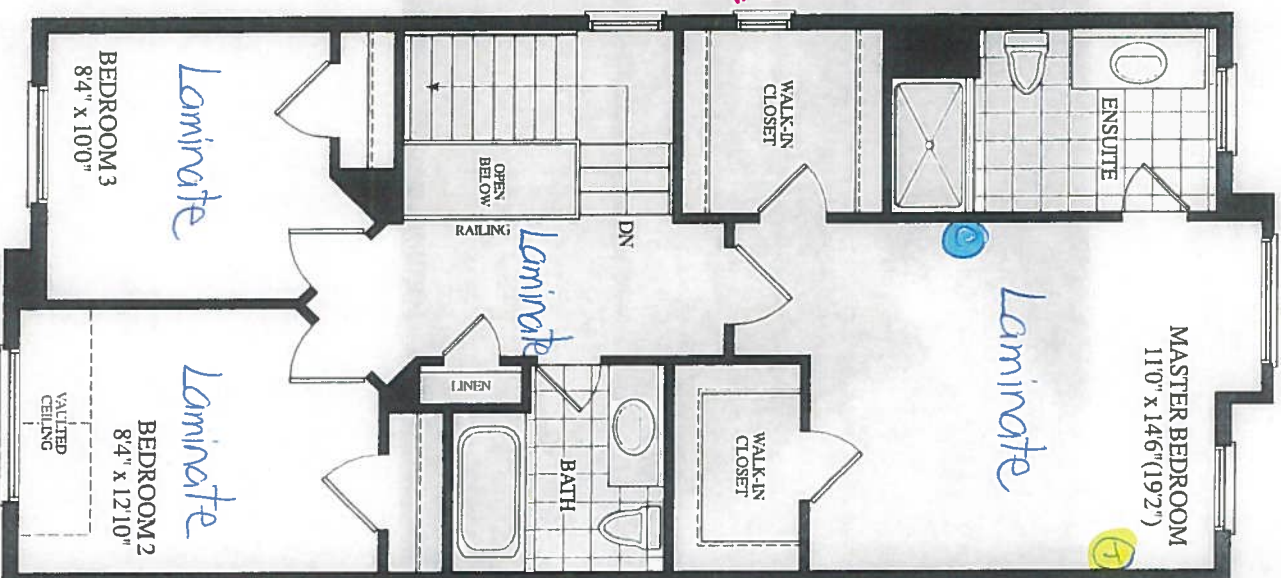 MASTER BEDROOM
11'0" x 14'6"(19'2")
Laminate
T
C
ENSUITE
WALK-IN
CLOSET
WALK-IN
CLOSET
BATH
LINEN
Laminate
DN
RAILING
OPEN
BELOW
BEDROOM 3
8'4" x 10'0"
Laminate
BEDROOM 2
8'4" x 12'10"
Laminate
VAULTED
CEILING